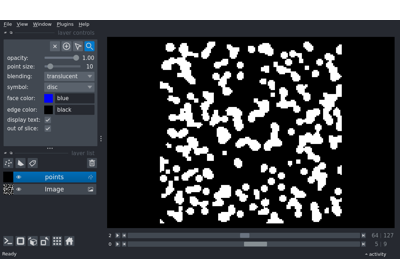 File View Window Plugins Help
layer controls
opacity: 1.00
point size: 10
blending: translucent
symbol: disc
face color: blue
edge color: black
display text:
out of slice:
layer list
points
Image
2 64 127
0 5 9
Ready activity